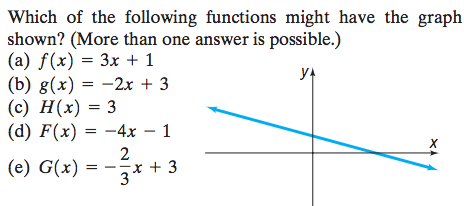 Which of the following functions might have the graph
shown? (More than one answer is possible.)
(a) f(x) = 3x + 1
(b) g(x) = −2x + 3
(c) H(x) = 3
(d) F(x) = −4x − 1
(e) G(x) = −2/3x + 3
y
x